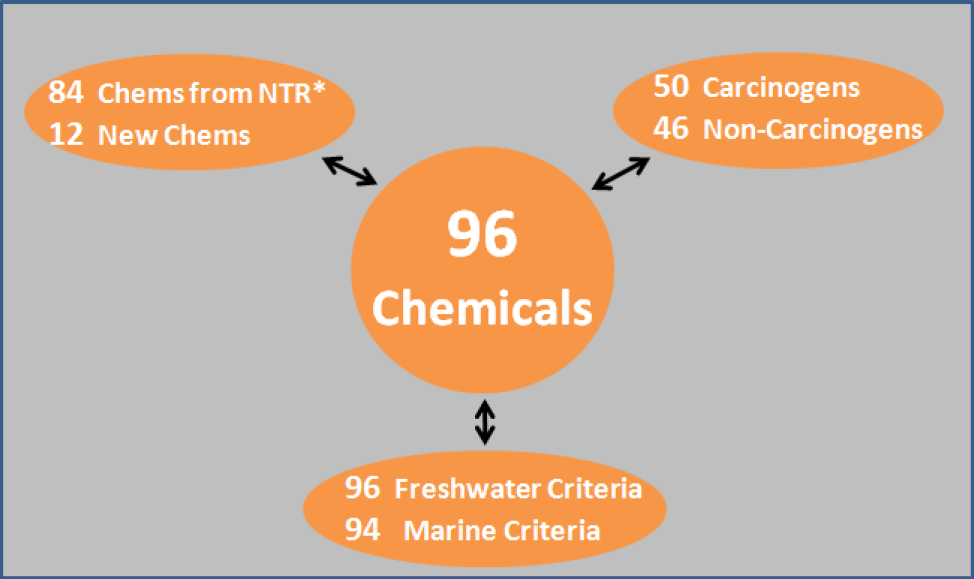 84 Chems from NTR*
12 New Chems
50 Carcinogens
46 Non-Carcinogens
96
Chemicals
96 Freshwater Criteria
94 Marine Criteria